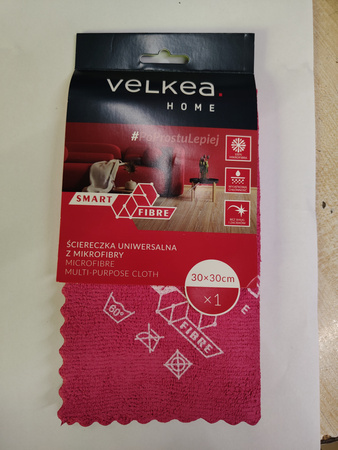 VELKEA.
HOME
#PoProstuLepiej
SMART
FIBRE
ŚCIERECZKA UNIWERSALNA
Z MIKROFIBRY
MICROFIBRE
MULTI-PURPOSE CLOTH
30×30cm
×1
60°
FIBRE